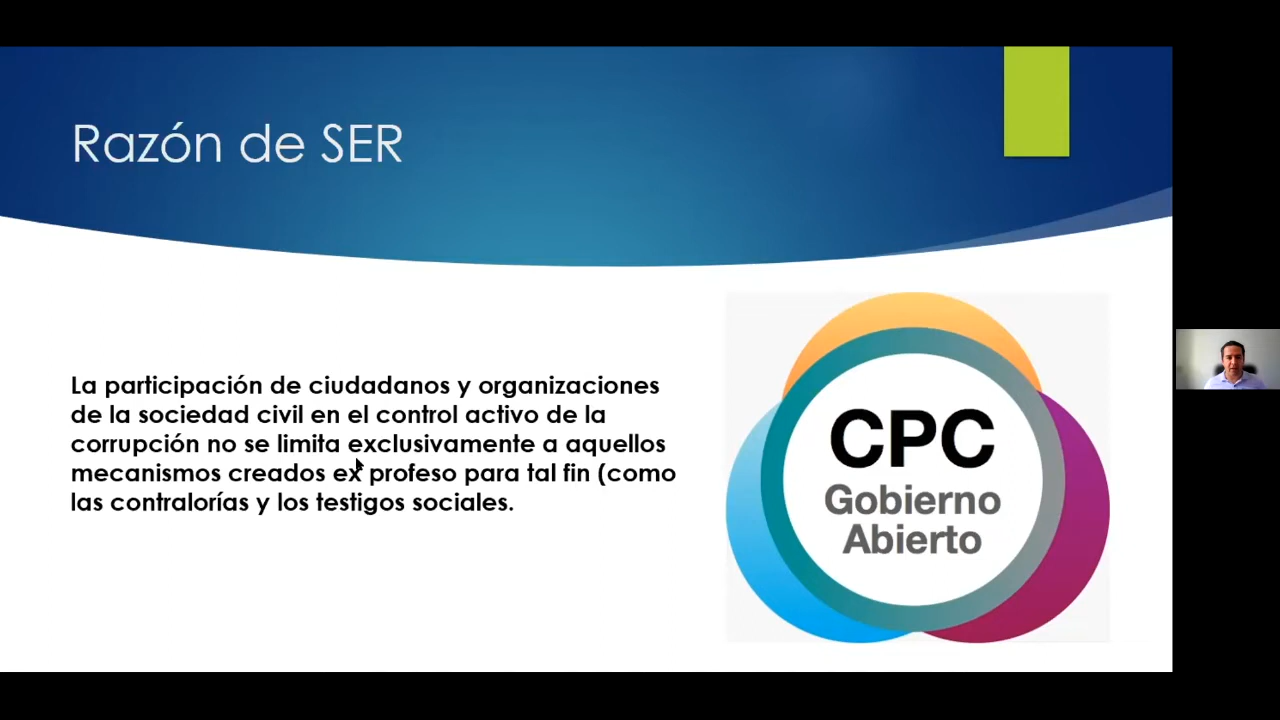 Razón de SER
La participación de ciudadanos y organizaciones
de la sociedad civil en el control activo de la
corrupción no se limita exclusivamente a aquellos
mecanismos creados ex profeso para tal fin (como
las contralorías y los testigos sociales.
CPC
Gobierno
Abierto